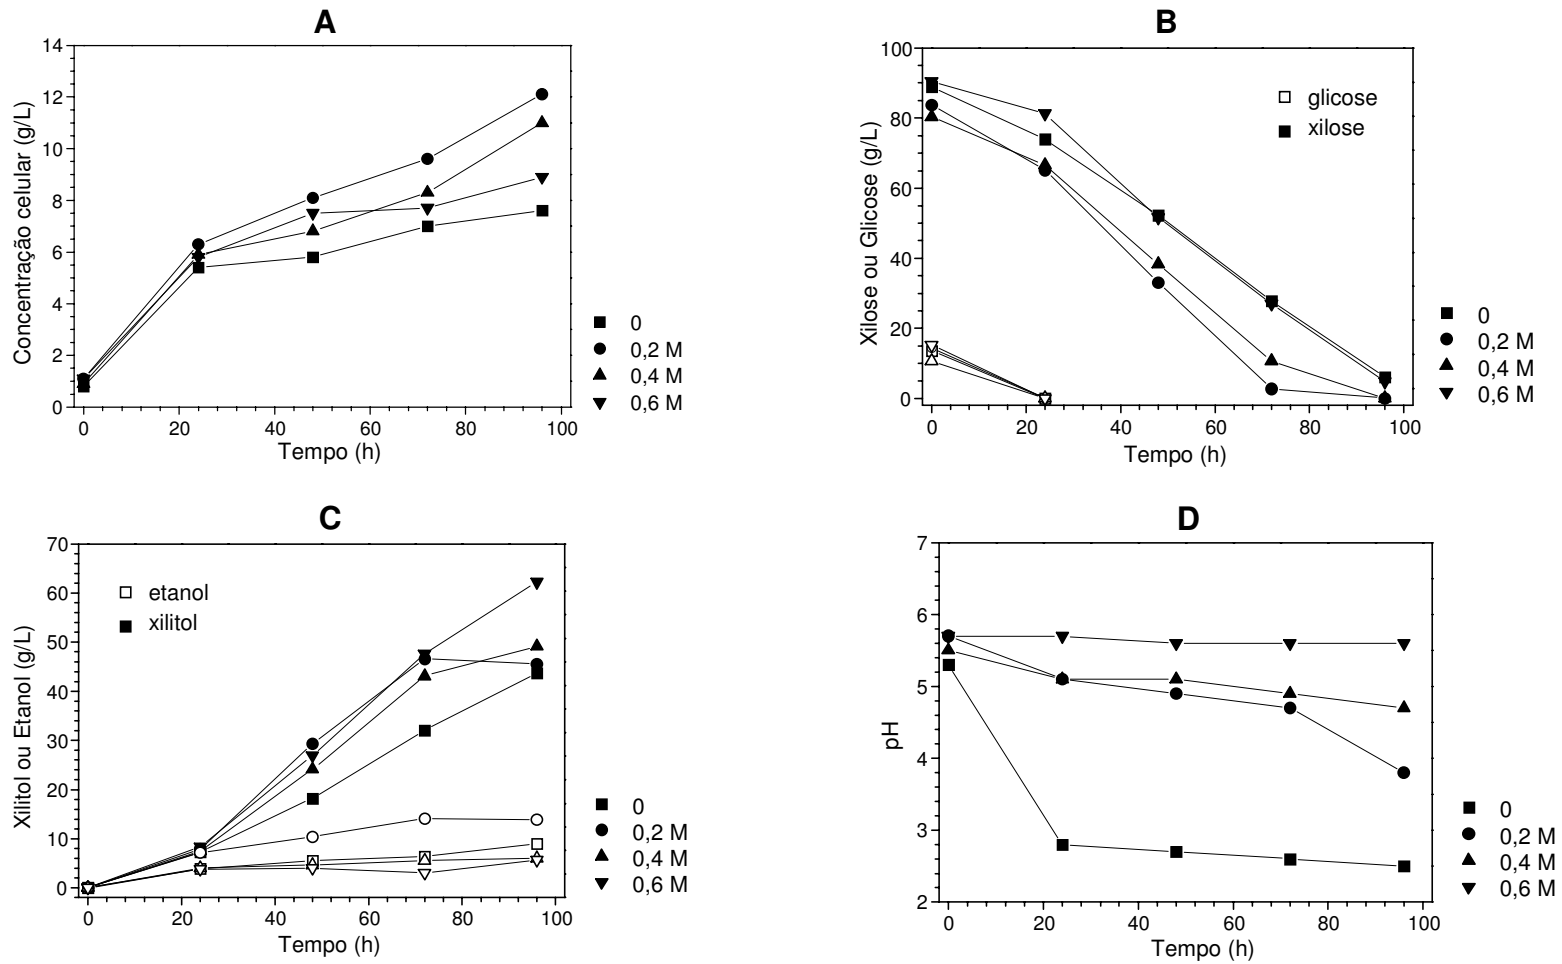 A
14
12
10
8
6
4
2
0
Concentração celular (g/L)
0 20 40 60 80 100
Tempo (h)
0
0,2 M
0,4 M
0,6 M
B
100
80
60
40
20
0
Xilose ou Glicose (g/L)
glicose
xilose
0 20 40 60 80 100
Tempo (h)
0
0,2 M
0,4 M
0,6 M
C
70
60
50
40
30
20
10
0
Xilitol ou Etanol (g/L)
etanol
xilitol
0 20 40 60 80 100
Tempo (h)
0
0,2 M
0,4 M
0,6 M
D
7
6
5
4
3
2
pH
0 20 40 60 80 100
Tempo (h)
0
0,2 M
0,4 M
0,6 M